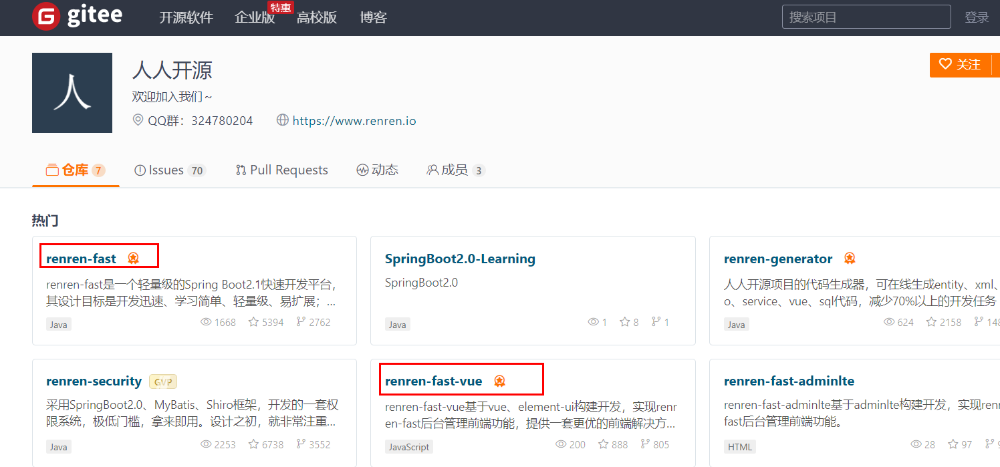 gitee
开源软件 企业版 特惠 高校版 博客 搜索项目 登录
人
人人开源
关注
欢迎加入我们~
QQ群：324780204 https://www.renren.io
仓库 7 Issues 70 Pull Requests 动态 成员 3
热门
renren-fast
renren-fast是一个轻量级的Spring Boot2.1快速开发平台，
其设计目标是开发迅速、学习简单、轻量级、易扩展；...
Java 1668 5394 2762
SpringBoot2.0-Learning
SpringBoot2.0
Java 1 8 1
renren-generator
人人开源项目的代码生成器，可在线生成entity、xml、
o、service、vue、sql代码，减少70%以上的开发任务
Java 624 2158 148
renren-security GVP
采用SpringBoot2.0、MyBatis、Shiro框架，开发的一套权
限系统，极低门槛，拿来即用。设计之初，就非常注重...
Java 2253 6738 3552
renren-fast-vue
renren-fast-vue基于vue、element-ui构建开发，实现renr
en-fast后台管理前端功能，提供一套更优的前端解决方...
JavaScript 200 888 805
renren-fast-adminlte
renren-fast-adminlte基于adminlte构建开发，实现renr
fast后台管理前端功能。
HTML 28 97